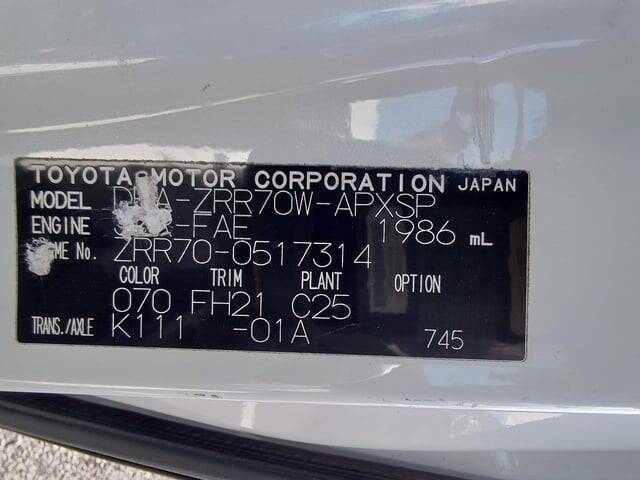 TOYOTA MOTOR CORPORATION JAPAN
MODEL -ZRR70W-APXSP
ENGINE -FAE 1986 mL
No. ZRR70-0517314
COLOR TRIM PLANT OPTION
070 FH21 C25
TRANS./AXLE K111 -01A 745